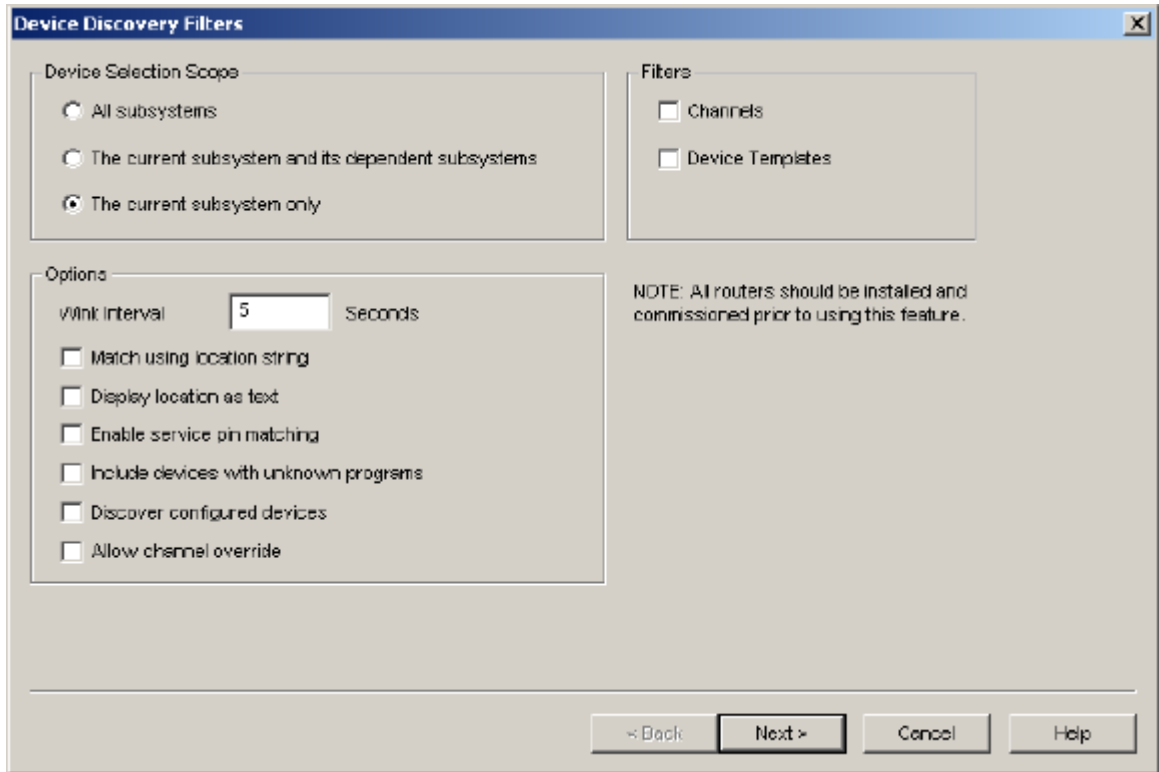 Device Discovery Filters
Device Selection Scope
All subsystems
The current subsystem and its dependent subsystems
The current subsystem only
Filters
Channels
Device Templates
Options
Wink Interval 5 Seconds
Match using location string
Display location as text
Enable service pin matching
Include devices with unknown programs
Discover configured devices
Allow channel override
NOTE: All routers should be installed and
commissioned prior to using this feature.
< Back Next > Cancel Help